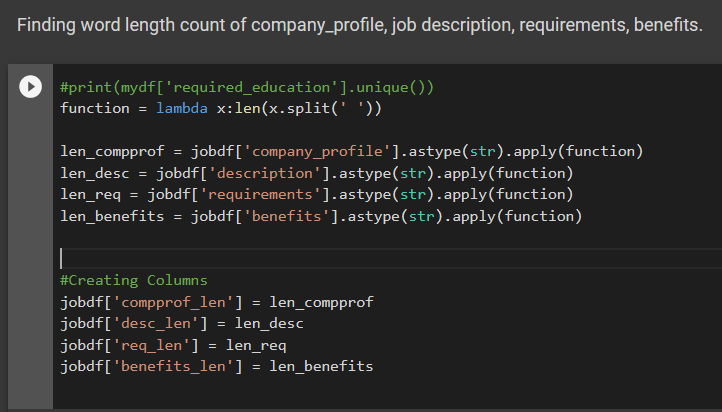 Finding word length count of company_profile, job description, requirements, benefits.
#print(mydf['required_education'].unique())
function = lambda x:len(x.split(' '))
len_compprof = jobdf['company_profile'].astype(str).apply(function)
len_desc = jobdf['description'].astype(str).apply(function)
len_req = jobdf['requirements'].astype(str).apply(function)
len_benefits = jobdf['benefits'].astype(str).apply(function)
#Creating Columns
jobdf['compprof_len'] = len_compprof
jobdf['desc_len'] = len_desc
jobdf['req_len'] = len_req
jobdf['benefits_len'] = len_benefits